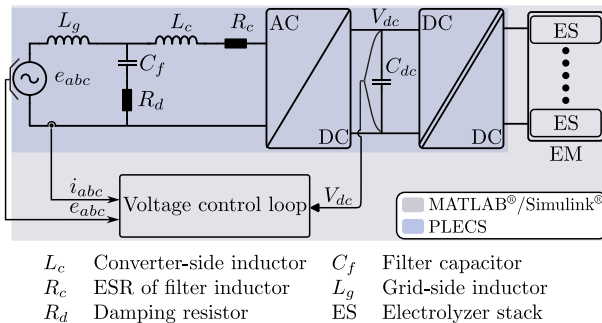 L_g L_c R_c AC V_dc DC
e_abc C_f C_dc ES
R_d ES
DC DC EM
i_abc
e_abc Voltage control loop V_dc
MATLAB®/Simulink®
PLECS
L_c Converter-side inductor C_f Filter capacitor
R_c ESR of filter inductor L_g Grid-side inductor
R_d Damping resistor ES Electrolyzer stack